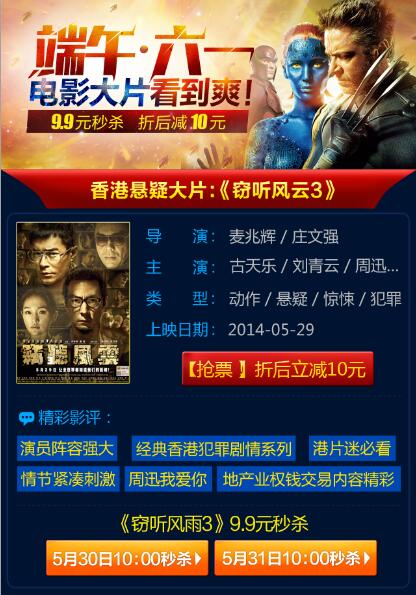 端午·六一
电影大片看到爽！
9.9元秒杀 折后减10元
香港悬疑大片：《窃听风云3》
导 演： 麦兆辉 / 庄文强
主 演： 古天乐 / 刘青云 / 周迅...
类 型： 动作 / 悬疑 / 惊悚 / 犯罪
上映日期： 2014-05-29
竊聽風雲
【抢票 】折后立减10元
精彩影评：
演员阵容强大 经典香港犯罪剧情系列 港片迷必看
情节紧凑刺激 周迅我爱你 地产业权钱交易内容精彩
《窃听风雨3》9.9元秒杀
5月30日10:00秒杀 5月31日10:00秒杀